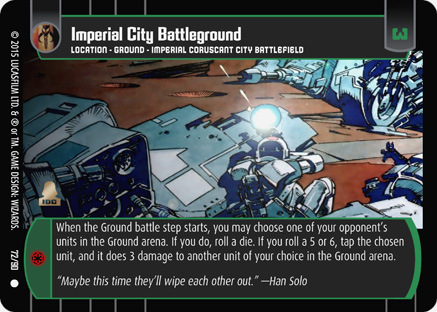 Imperial City Battleground
LOCATION - GROUND - IMPERIAL CORUSCANT CITY BATTLEFIELD
100
When the Ground battle step starts, you may choose one of your opponent's
units in the Ground arena. If you do, roll a die. If you roll a 5 or 6, tap the chosen
unit, and it does 3 damage to another unit of your choice in the Ground arena.
"Maybe this time they'll wipe each other out." —Han Solo
© 2015 LUCASFILM LTD. & ® or TM. GAME DESIGN: WIZARDS.
72/90